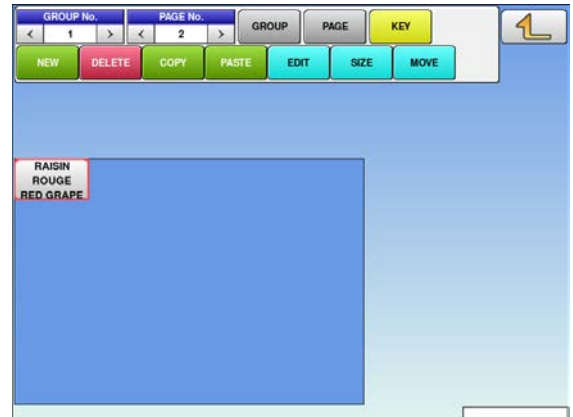 GROUP No. PAGE No.
< 1 > < 2 > GROUP PAGE KEY
NEW DELETE COPY PASTE EDIT SIZE MOVE
RAISIN
ROUGE
RED GRAPE